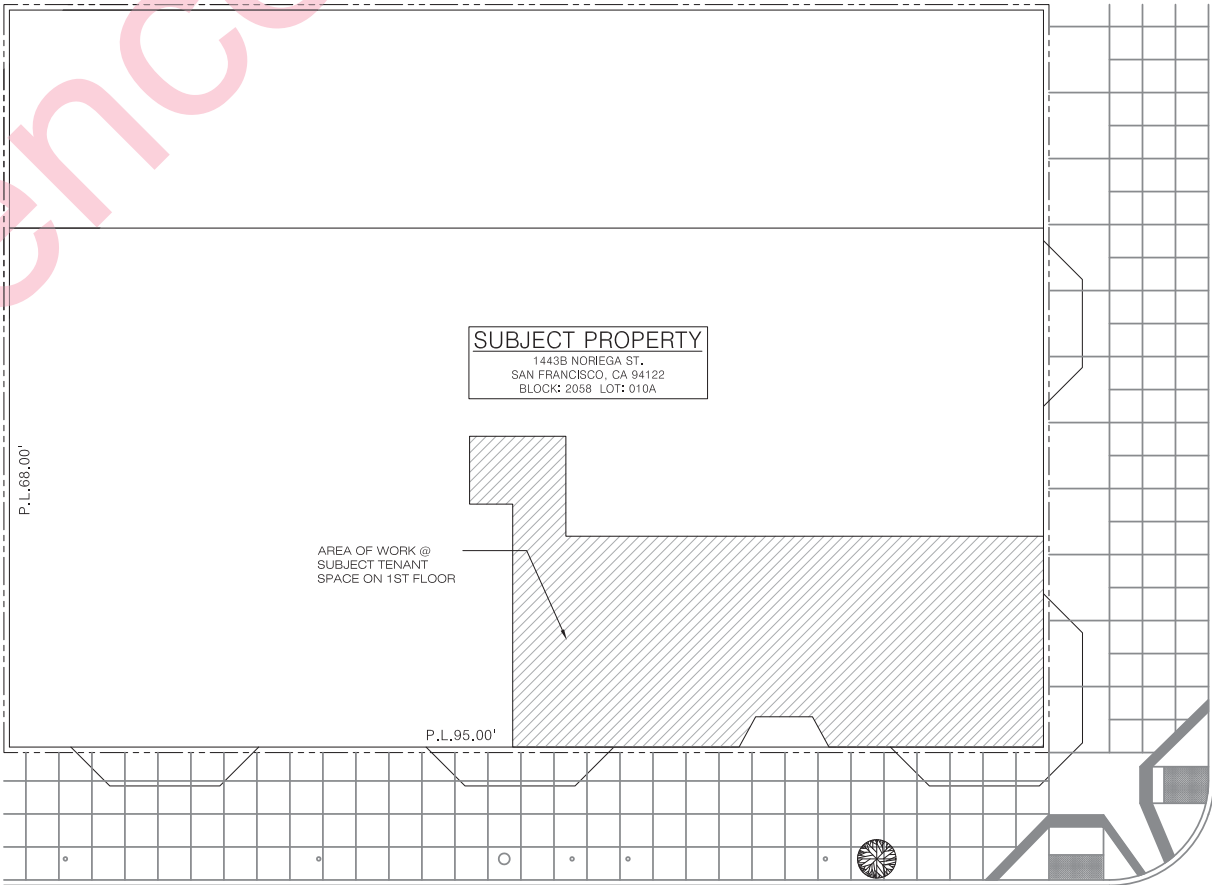 SUBJECT PROPERTY
1443B NORIEGA ST.
SAN FRANCISCO, CA 94122
BLOCK: 2058 LOT: 010A
P.L.68.00'
AREA OF WORK @
SUBJECT TENANT
SPACE ON 1ST FLOOR
P.L.95.00'
enc